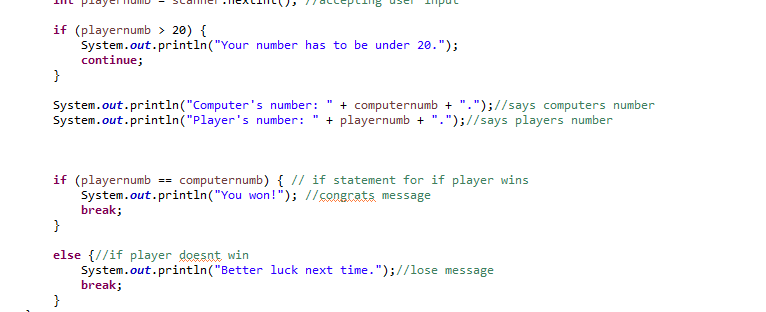 int playernumb = scanner.nextInt(); //accepting user input
if (playernumb > 20) {
System.out.println("Your number has to be under 20.");
continue;
}
System.out.println("Computer's number: " + computernumb + ".");//says computers number
System.out.println("Player's number: " + playernumb + ".");//says players number
if (playernumb == computernumb) { // if statement for if player wins
System.out.println("You won!"); //congrats message
break;
}
else {//if player doesnt win
System.out.println("Better luck next time.");//lose message
break;
}